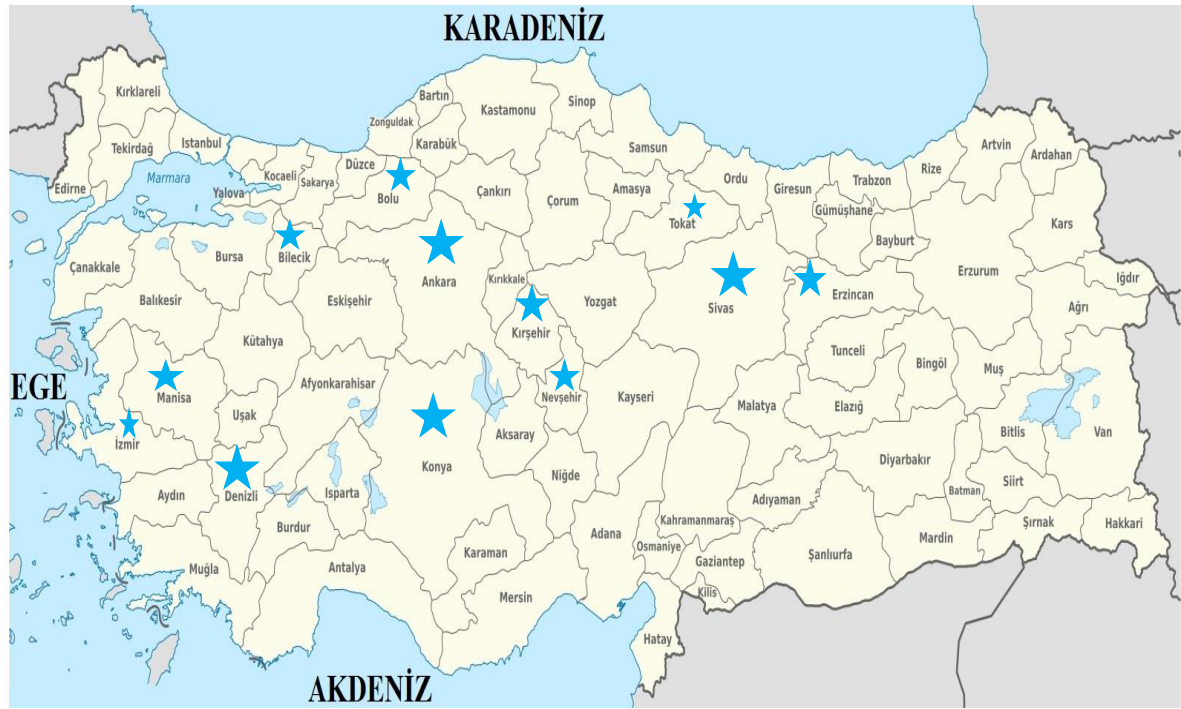 KARADENİZ
Kırklareli
Tekirdağ
Istanbul
Edirne
Marmara
Yalova
Kocaeli
Sakarya
Düzce
Zonguldak
Bartın
Karabük
Kastamonu
Sinop
Bolu
Çankırı
Samsun
Amasya
Çorum
Ordu
Tokat
Giresun
Trabzon
Gümüşhane
Rize
Artvin
Ardahan
Bayburt
Kars
Çanakkale
Bursa
Bilecik
Ankara
Kırıkkale
Erzurum
Iğdır
Balıkesir
Eskişehir
Kırşehir
Yozgat
Sivas
Erzincan
Ağrı
Kütahya
Tunceli
Bingöl
Muş
EGE
Manisa
Uşak
Afyonkarahisar
Nevşehir
Kayseri
Malatya
Elazığ
Bitlis
Van
İzmir
Konya
Aksaray
Diyarbakır
Siirt
Aydın
Denizli
Isparta
Niğde
Adıyaman
Batman
Burdur
Kahramanmaraş
Şırnak
Hakkari
Muğla
Antalya
Karaman
Adana
Osmaniye
Gaziantep
Şanlıurfa
Mardin
Mersin
Kilis
Hatay
AKDENİZ